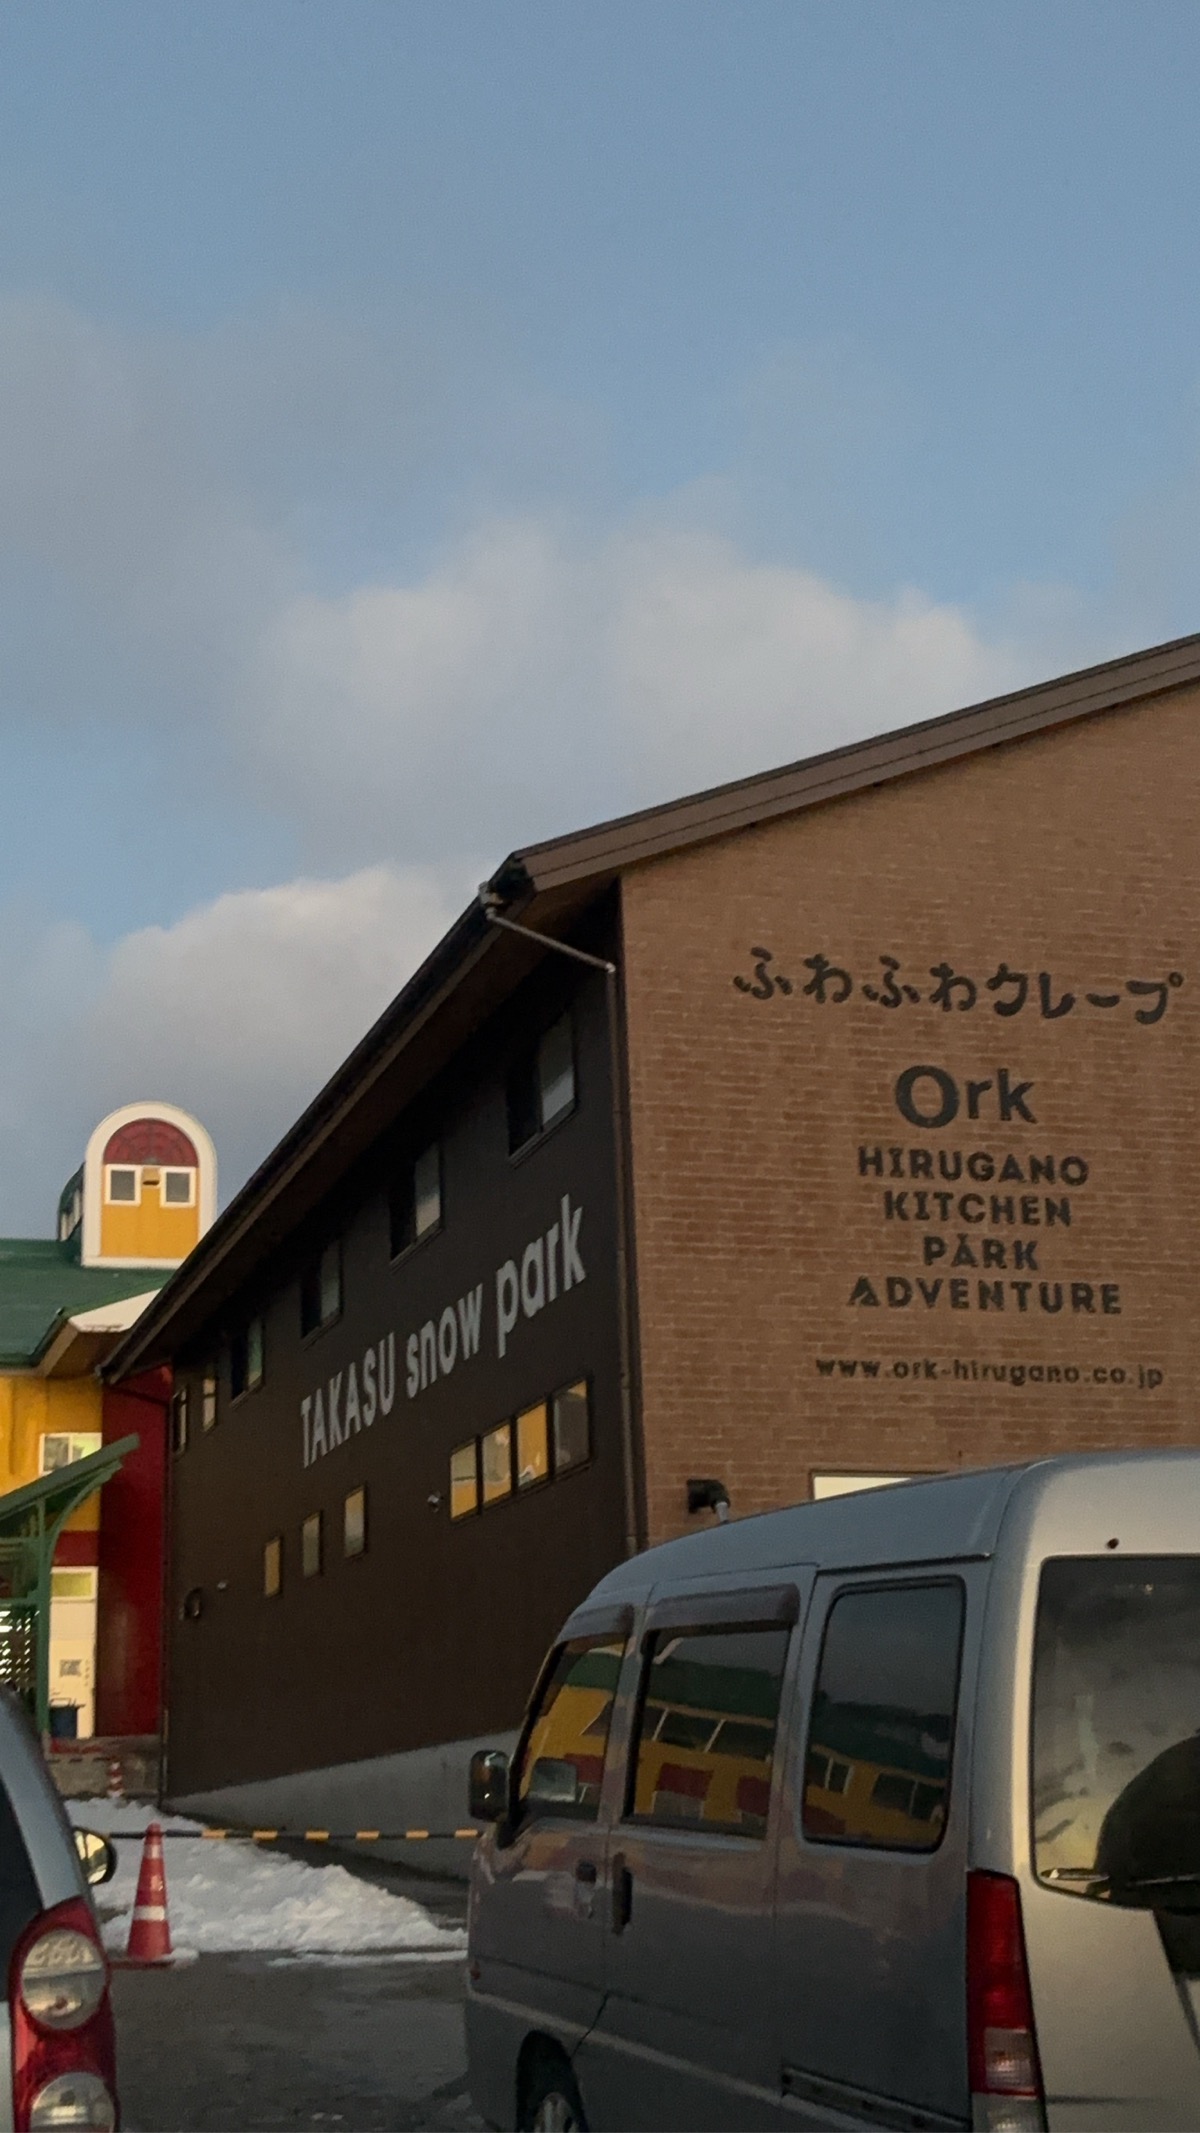 TAKASU snow park
ふわふわクレープ
Ork
HIRUGANO
KITCHEN
PARK
ADVENTURE
www.ork-hirugano.co.jp